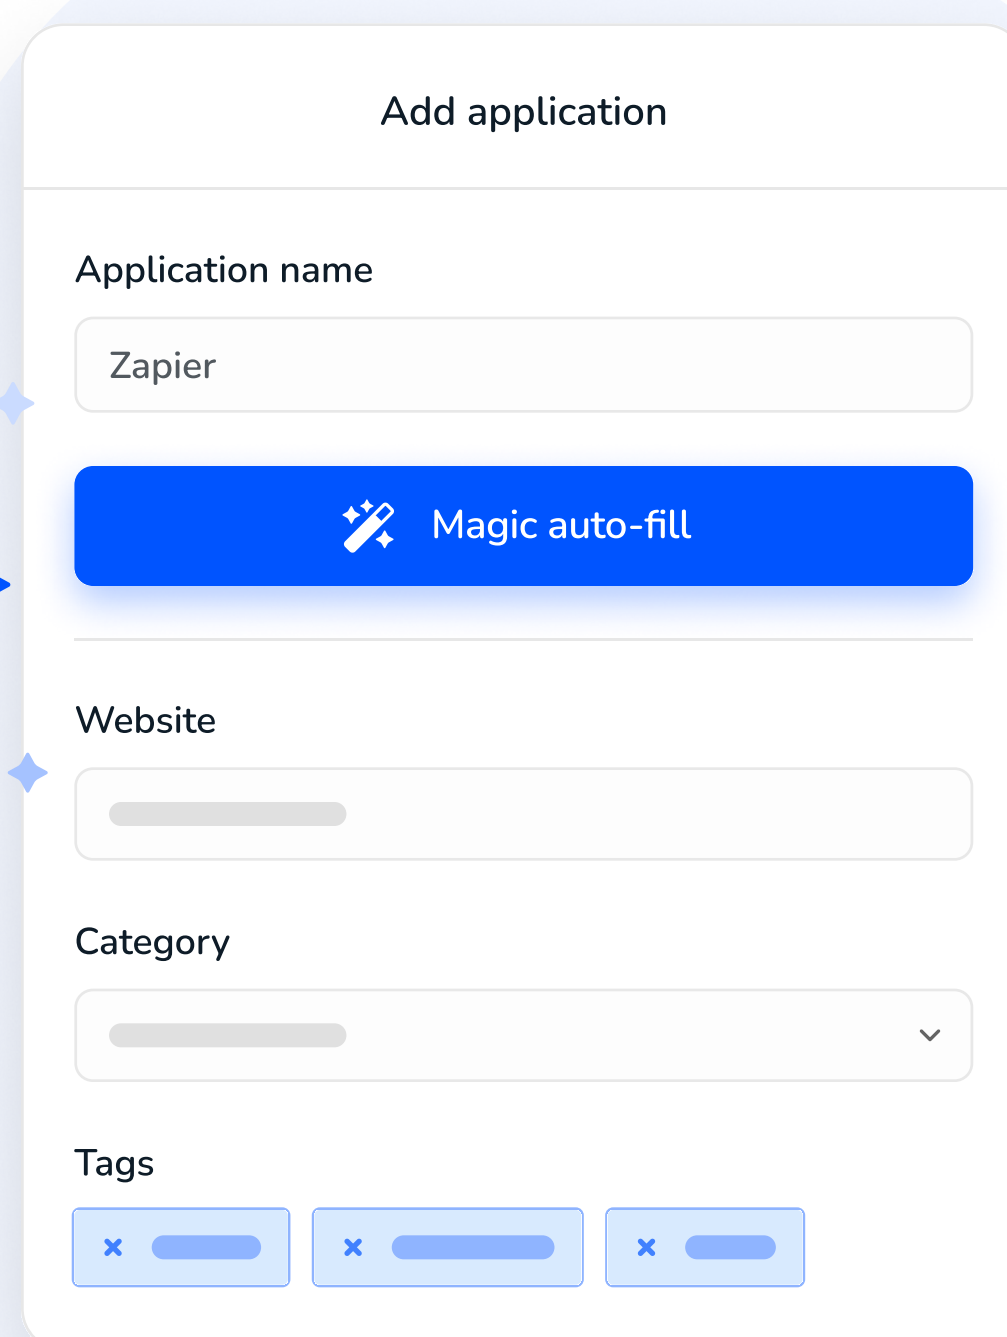 Add application
Application name
Zapier
Magic auto-fill
Website
Category
Tags